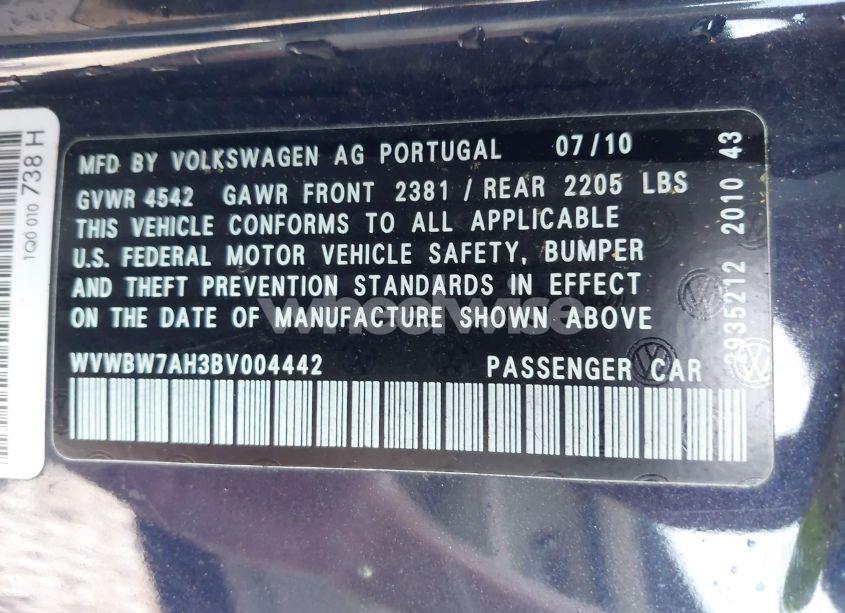 MFD BY VOLKSWAGEN AG PORTUGAL 07/10
GVWR 4542 GAWR FRONT 2381 / REAR 2205 LBS
THIS VEHICLE CONFORMS TO ALL APPLICABLE
U.S. FEDERAL MOTOR VEHICLE SAFETY, BUMPER
AND THEFT PREVENTION STANDARDS IN EFFECT
ON THE DATE OF MANUFACTURE SHOWN ABOVE
WVWBW7AH3BV004442 PASSENGER CAR
2935212 2010 43
1Q0 010 738 H
wheelwise